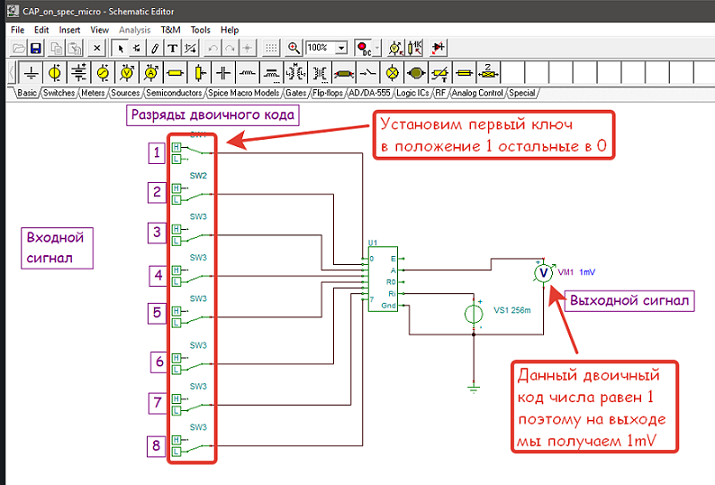 CAP_on_spec_micro - Schematic Editor
File Edit Insert View Analysis T&M Tools Help
100% DC
Basic Switches Meters Sources Semiconductors Spice Macro Models Gates Flip-flops AD/DA-555 Logic ICs RF Analog Control Special
Разряды двоичного кода
Установим первый ключ
в положение 1 остальные в 0
SW1
1 H L
SW2
2 H L
SW3
3 H L
Входной
сигнал
SW3
4 H L
SW3
5 H L
SW3
6 H L
SW3
7 H L
SW3
8 H L
U1
0 E
A
R0
Ri
7 Gnd
V VM1 1mV
Выходной сигнал
VS1 256m
Данный двоичный
код числа равен 1
поэтому на выходе
мы получаем 1mV